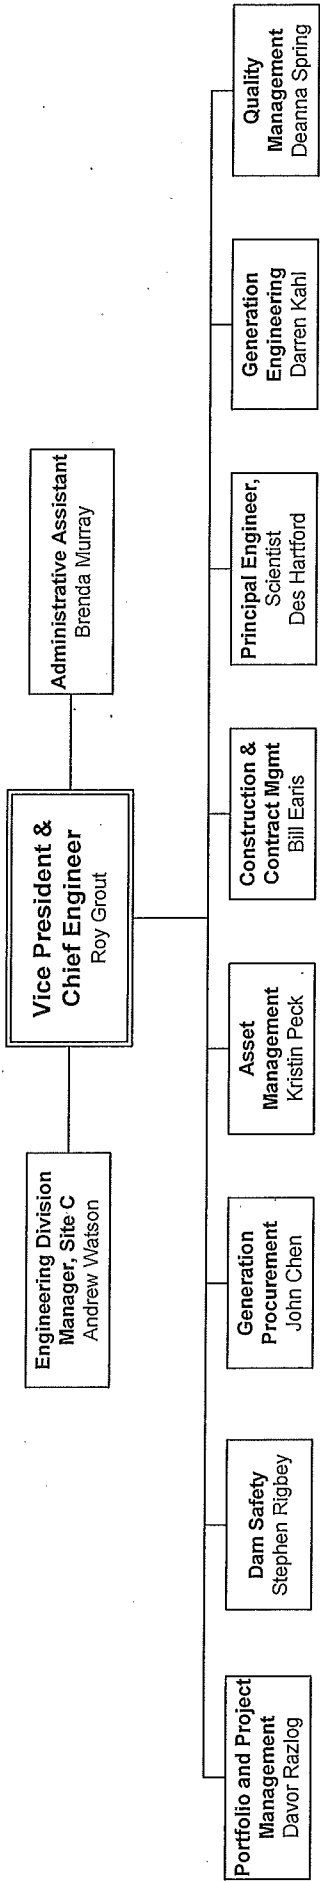 Vice President &
Chief Engineer
Roy Grout
Engineering Division
Manager, Site C
Andrew Watson
Administrative Assistant
Brenda Murray
Portfolio and Project
Management
Davor Razlog
Dam Safety
Stephen Rigbey
Generation
Procurement
John Chen
Asset
Management
Kristin Peck
Construction &
Contract Mgmt
Bill Earis
Principal Engineer,
Scientist
Des Hartford
Generation
Engineering
Darren Kahl
Quality
Management
Deanna Spring